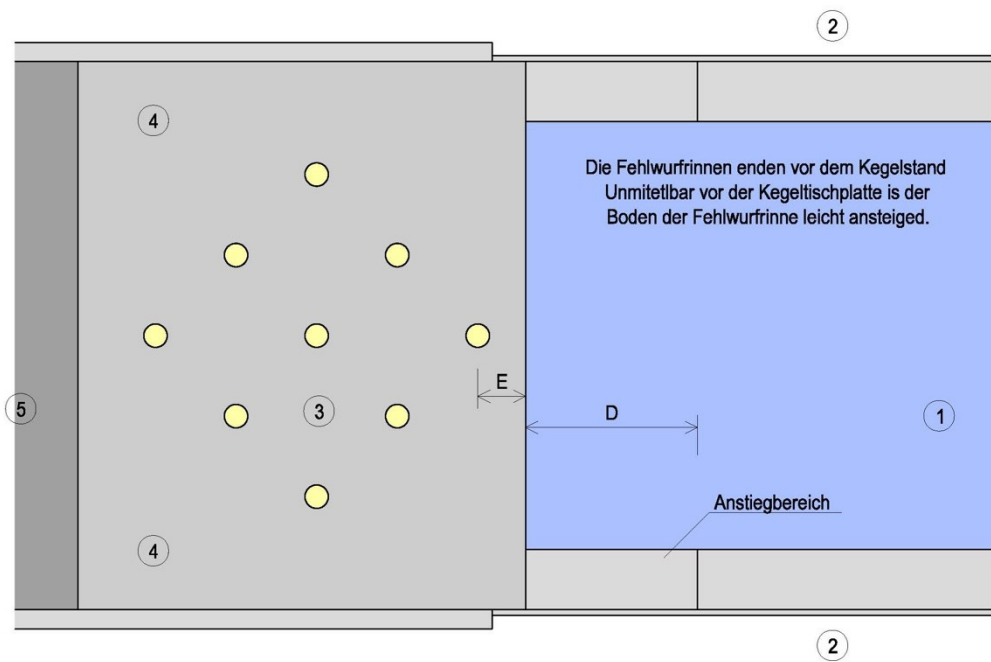 2
4
Die Fehlwurfrinnen enden vor dem Kegelstand
Unmitetlbar vor der Kegeltischplatte is der
Boden der Fehlwurfrinne leicht ansteiged.
E
5
3
D
1
Anstiegbereich
4
2